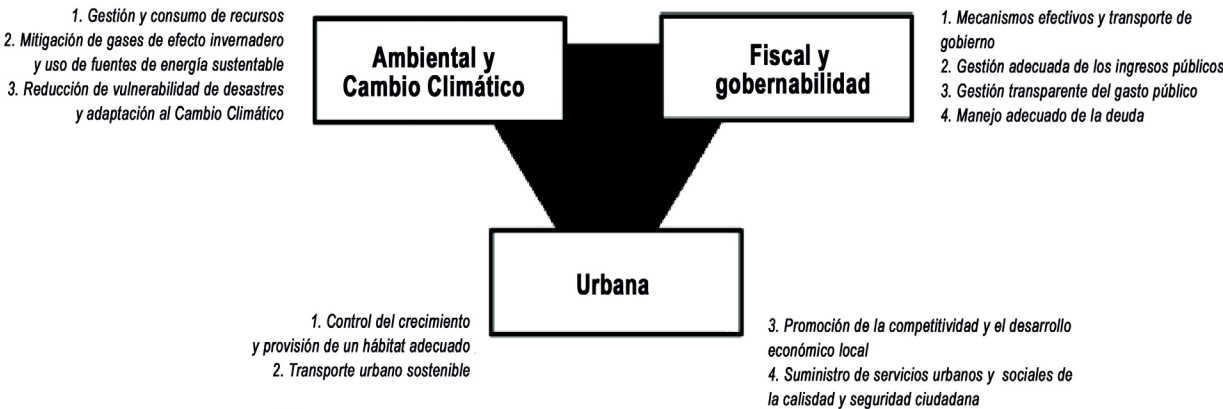 1. Gestión y consumo de recursos
2. Mitigación de gases de efecto invernadero
y uso de fuentes de energía sustentable
3. Reducción de vulnerabilidad de desastres
y adaptación al Cambio Climático
Ambiental y
Cambio Climático
Fiscal y
gobernabilidad
1. Mecanismos efectivos y transporte de
gobierno
2. Gestión adecuada de los ingresos públicos
3. Gestión transparente del gasto público
4. Manejo adecuado de la deuda
Urbana
1. Control del crecimiento
y provisión de un hábitat adecuado
2. Transporte urbano sostenible
3. Promoción de la competitividad y el desarrollo
económico local
4. Suministro de servicios urbanos y sociales de
la calisdad y seguridad ciudadana